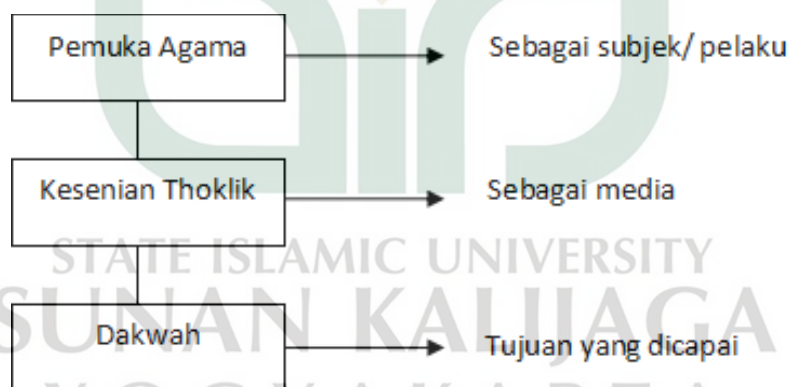 Pemuka Agama
Sebagai subjek/ pelaku
Kesenian Thoklik
Sebagai media
STATE ISLAMIC UNIVERSITY
SUNAN KALIJAGA
Dakwah
Tujuan yang dicapai
YOGYAKARTA